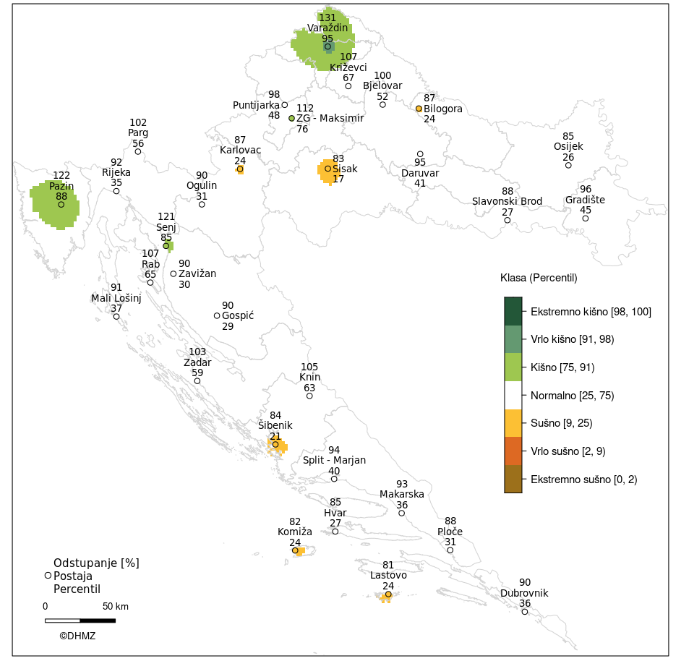 131
Varaždin
95
107
Križevci
67
100
Bjelovar
52
98
Puntijarka
48
112
ZG - Maksimir
76
87
Bilogora
24
102
Parg
56
87
Karlovac
24
83
Sisak
17
95
Daruvar
41
85
Osijek
26
122
Pazin
88
92
Rijeka
35
90
Ogulin
31
88
Slavonski Brod
27
96
Gradište
45
121
Senj
85
107
Rab
65
90
Zavižan
30
91
Mali Lošinj
37
90
Gospić
29
103
Zadar
59
105
Knin
63
84
Šibenik
21
94
Split - Marjan
40
93
Makarska
36
85
Hvar
27
82
Komiža
24
88
Ploče
31
81
Lastovo
24
90
Dubrovnik
36
Klasa (Percentil)
Ekstremno kišno [98, 100]
Vrlo kišno [91, 98)
Kišno [75, 91)
Normalno [25, 75)
Sušno [9, 25)
Vrlo sušno [2, 9)
Ekstremno sušno [0, 2)
Odstupanje [%]
Postaja
Percentil
0 50 km
©DHMZ